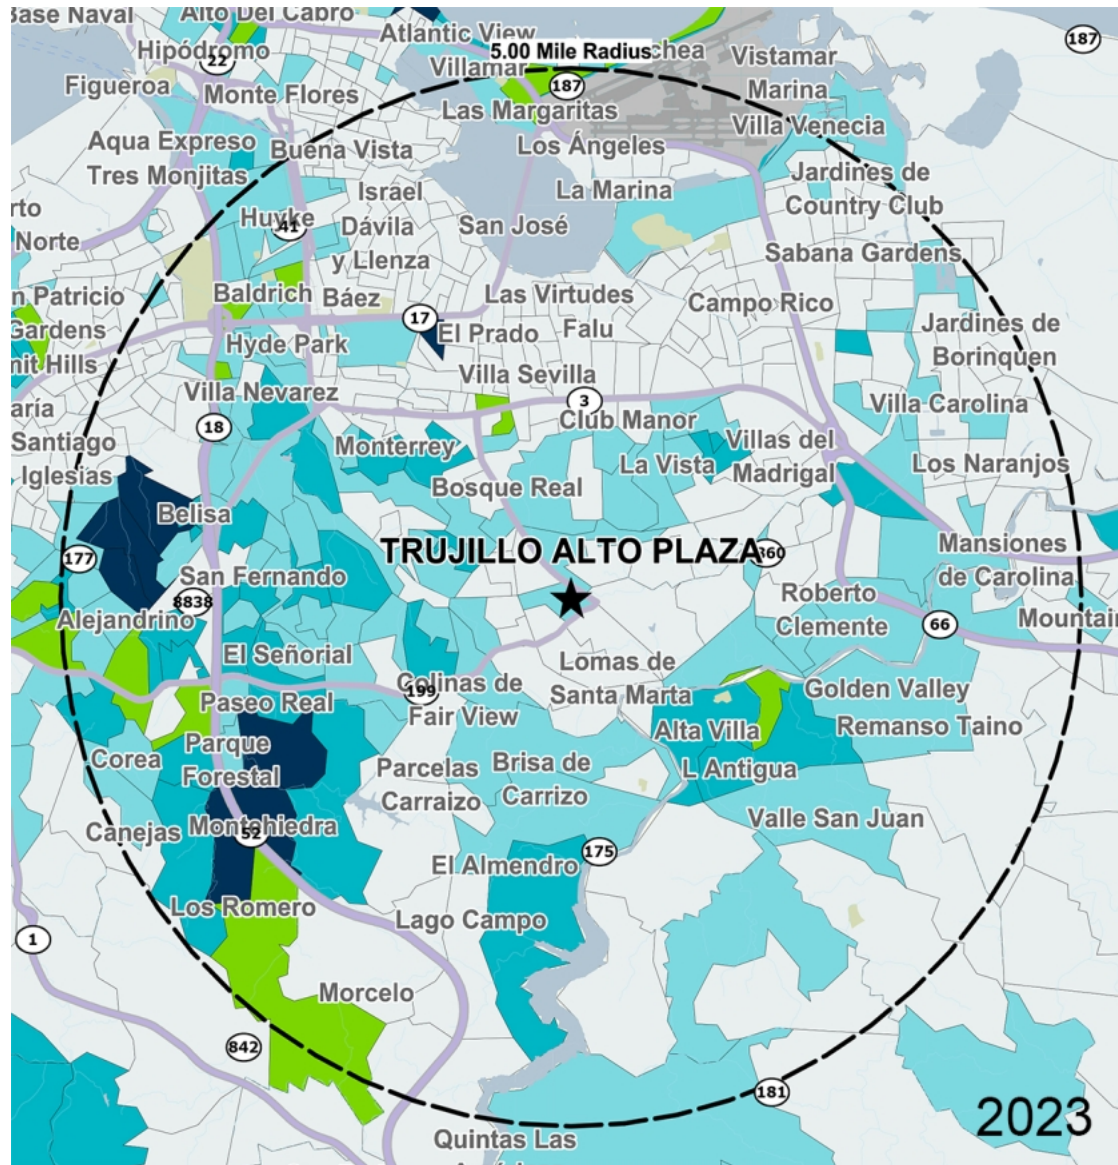 Base Naval
Alto Del Cabro
Atlantic View
187
Hipódromo
22
5.00 Mile Radius
chea
Vistamar
Marina
Figueroa
Monte Flores
Villamar
187
Las Margaritas
Villa Venecia
Aqua Expreso
Tres Monjitas
Buena Vista
Los Ángeles
Israel
La Marina
Jardines de
Country Club
rto
Norte
Huyke
41
Dávila
y Llenza
San José
Sabana Gardens
n Patricio
Gardens
mit Hills
Baldrich
Báez
17
Las Virtudes
Campo Rico
El Prado
Falu
Jardines de
Borinquen
Hyde Park
Villa Nevarez
Villa Sevilla
3
Club Manor
Villa Carolina
aría
Santiago
Iglesias
18
Monterrey
La Vista
Villas del
Madrigal
Los Naranjos
Bosque Real
Belisa
177
TRUJILLO ALTO PLAZA
860
Mansiones
de Carolina
San Fernando
8838
Alejandrino
Roberto
Clemente
66
Mountain
El Señorial
199
Colinas de
Fair View
Lomas de
Santa Marta
Golden Valley
Paseo Real
Alta Villa
Remanso Taino
Corea
Parque
Forestal
Parcelas
Carraizo
Brisa de
Carrizo
L Antigua
Valle San Juan
Canejas
Montehiedra
52
175
El Almendro
Los Romero
Lago Campo
1
Morcelo
842
181
2023
Quintas Las